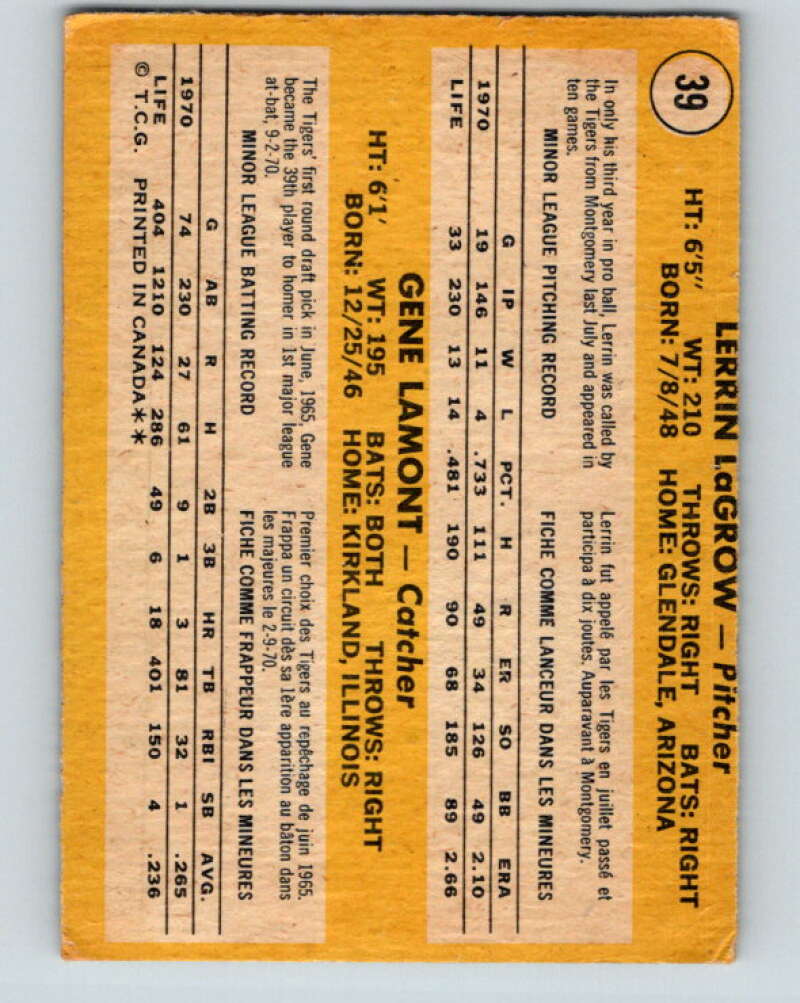 39
LERRIN LaGROW — Pitcher
HT: 6'5" WT: 210 THROWS: RIGHT BATS: RIGHT
BORN: 7/8/48 HOME: GLENDALE, ARIZONA
In only his third year in pro ball, Lerrin was called by
the Tigers from Montgomery last July and appeared in
ten games.
Lerrin fut appelé par les Tigers en juillet passé et
participa à dix joutes. Auparavant à Montgomery.
MINOR LEAGUE PITCHING RECORD FICHE COMME LANCEUR DANS LES MINEURES
G IP W L PCT. H R ER SO BB ERA
1970 19 146 11 4 .733 111 49 34 126 49 2.10
LIFE 33 230 13 14 .481 190 90 68 185 89 2.66
GENE LAMONT — Catcher
HT: 6'1' WT: 195 BATS: BOTH THROWS: RIGHT
BORN: 12/25/46 HOME: KIRKLAND, ILLINOIS
The Tigers' first round draft pick in June, 1965, Gene
became the 39th player to homer in 1st major league
at-bat, 9-2-70.
Premier choix des Tigers au repêchage de juin 1965.
Frappa un circuit dès sa 1ère apparition au bâton dans
les majeures le 2-9-70.
MINOR LEAGUE BATTING RECORD FICHE COMME FRAPPEUR DANS LES MINEURES
G AB R H 2B 3B HR TB RBI SB AVG.
1970 74 230 27 61 9 1 3 81 32 1 .265
LIFE 404 1210 124 286 49 6 18 401 150 4 .236
© T.C.G. PRINTED IN CANADA**